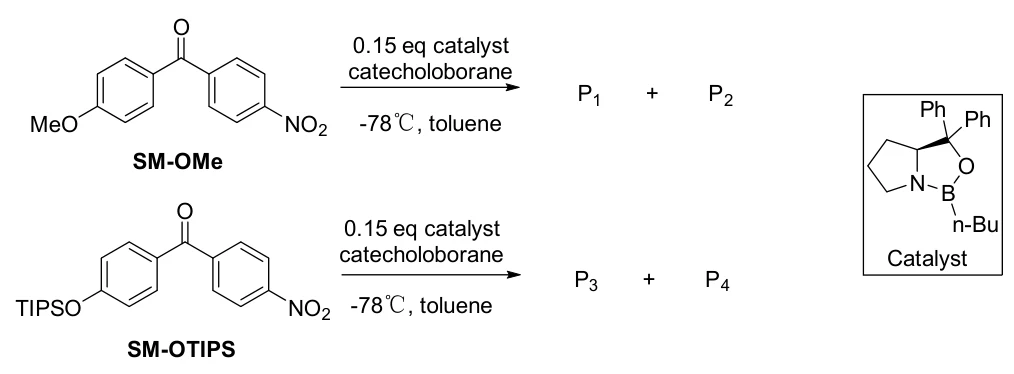 O
MeO
NO2
SM-OMe
0.15 eq catalyst
catecholoborane
-78℃, toluene
P1 + P2
Ph
Ph
O
N
B
n-Bu
Catalyst
O
TIPSO
NO2
SM-OTIPS
0.15 eq catalyst
catecholoborane
-78℃, toluene
P3 + P4